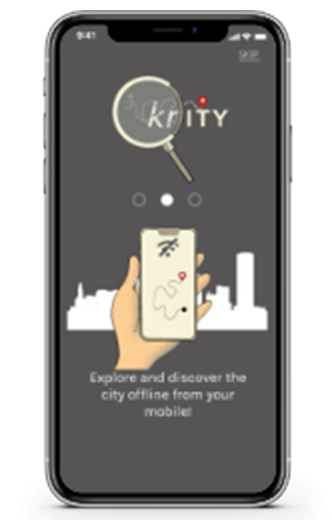 9:41
SKIP
krITY
Explore and discover the
city offline from your
mobile!